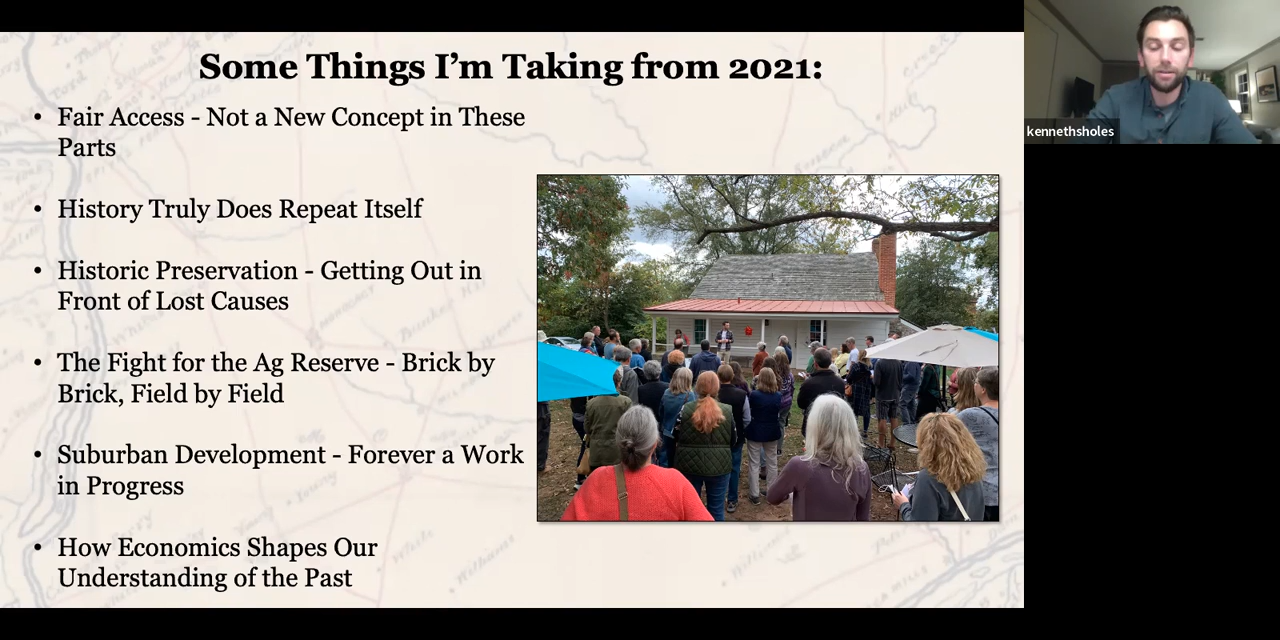 Some Things I'm Taking from 2021:
• Fair Access - Not a New Concept in These
Parts
• History Truly Does Repeat Itself
• Historic Preservation - Getting Out in
Front of Lost Causes
• The Fight for the Ag Reserve - Brick by
Brick, Field by Field
• Suburban Development - Forever a Work
in Progress
• How Economics Shapes Our
Understanding of the Past
kennethsholes